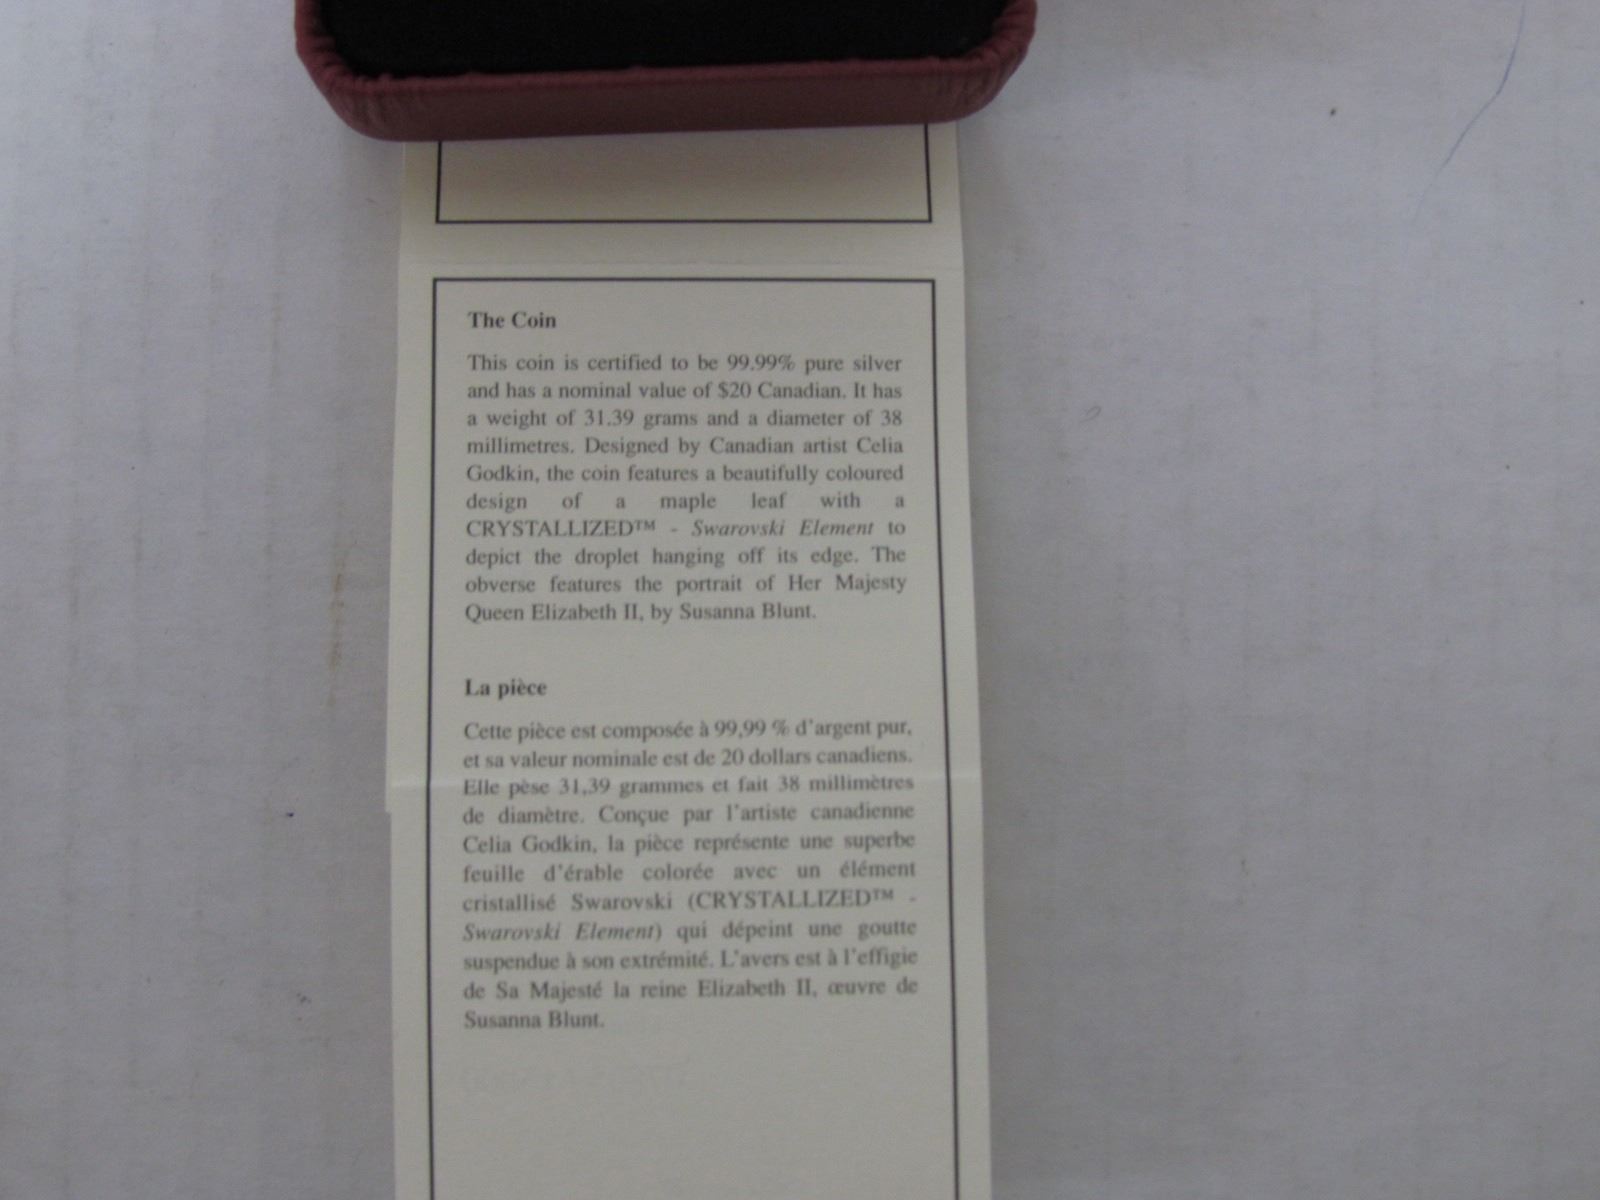 The Coin
This coin is certified to be 99.99% pure silver
and has a nominal value of $20 Canadian. It has
a weight of 31.39 grams and a diameter of 38
millimetres. Designed by Canadian artist Celia
Godkin, the coin features a beautifully coloured
design of a maple leaf with a
CRYSTALLIZED™ - Swarovski Element to
depict the droplet hanging off its edge. The
obverse features the portrait of Her Majesty
Queen Elizabeth II, by Susanna Blunt.
La pièce
Cette pièce est composée à 99,99 % d'argent pur,
et sa valeur nominale est de 20 dollars canadiens.
Elle pèse 31,39 grammes et fait 38 millimètres
de diamètre. Conçue par l'artiste canadienne
Celia Godkin, la pièce représente une superbe
feuille d'érable colorée avec un élément
cristallisé Swarovski (CRYSTALLIZED™ -
Swarovski Element) qui dépeint une goutte
suspendue à son extrémité. L'avers est à l'effigie
de Sa Majesté la reine Elizabeth II, œuvre de
Susanna Blunt.